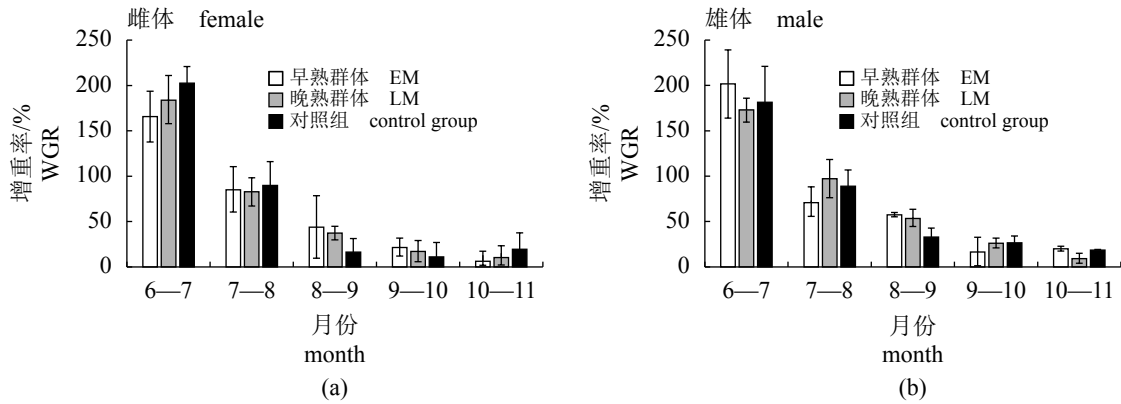 雌体 female
250
200
150
100
50
0
增重率/%
WGR
早熟群体 EM
晚熟群体 LM
对照组 control group
6—7 7—8 8—9 9—10 10—11
月份
month
(a)
雄体 male
250
200
150
100
50
0
增重率/%
WGR
早熟群体 EM
晚熟群体 LM
对照组 control group
6—7 7—8 8—9 9—10 10—11
月份
month
(b)